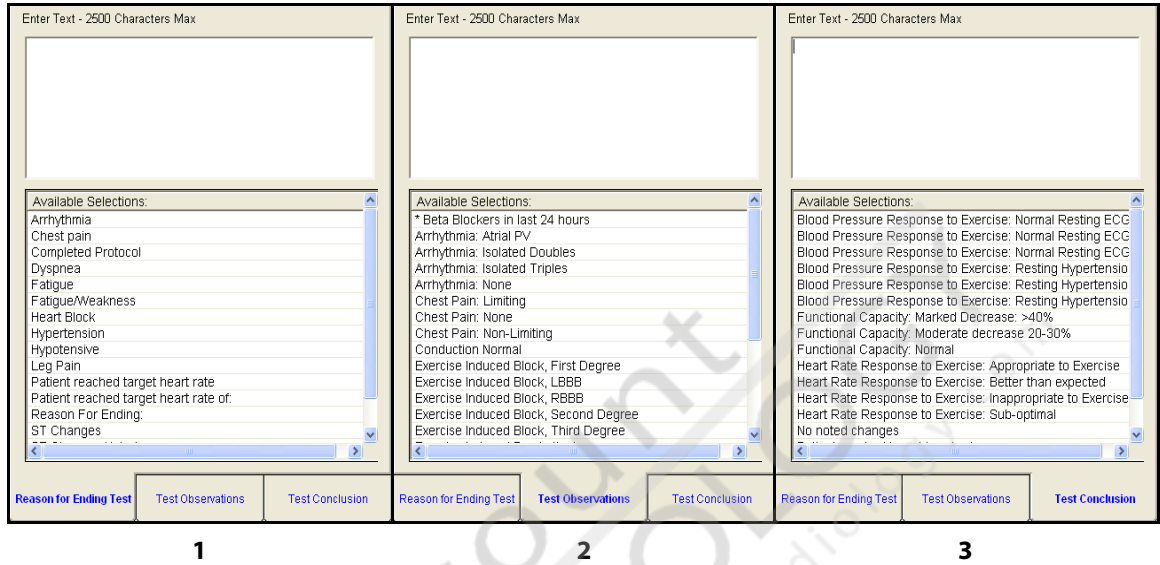 Enter Text - 2500 Characters Max
Available Selections:
Arrhythmia
Chest pain
Completed Protocol
Dyspnea
Fatigue
Fatigue/Weakness
Heart Block
Hypertension
Hypotensive
Leg Pain
Patient reached target heart rate
Patient reached target heart rate of:
Reason For Ending:
ST Changes
Reason for Ending Test
Test Observations
Test Conclusion
1
Enter Text - 2500 Characters Max
Available Selections:
* Beta Blockers in last 24 hours
Arrhythmia: Atrial PV
Arrhythmia: Isolated Doubles
Arrhythmia: Isolated Triples
Arrhythmia: None
Chest Pain: Limiting
Chest Pain: None
Chest Pain: Non-Limiting
Conduction Normal
Exercise Induced Block, First Degree
Exercise Induced Block, LBBB
Exercise Induced Block, RBBB
Exercise Induced Block, Second Degree
Exercise Induced Block, Third Degree
Reason for Ending Test
Test Observations
Test Conclusion
2
Enter Text - 2500 Characters Max
Available Selections:
Blood Pressure Response to Exercise: Normal Resting ECG
Blood Pressure Response to Exercise: Normal Resting ECG
Blood Pressure Response to Exercise: Normal Resting ECG
Blood Pressure Response to Exercise: Resting Hypertensio
Blood Pressure Response to Exercise: Resting Hypertensio
Blood Pressure Response to Exercise: Resting Hypertensio
Functional Capacity: Marked Decrease: >40%
Functional Capacity: Moderate decrease 20-30%
Functional Capacity: Normal
Heart Rate Response to Exercise: Appropriate to Exercise
Heart Rate Response to Exercise: Better than expected
Heart Rate Response to Exercise: Inappropriate to Exercise
Heart Rate Response to Exercise: Sub-optimal
No noted changes
Reason for Ending Test
Test Observations
Test Conclusion
3